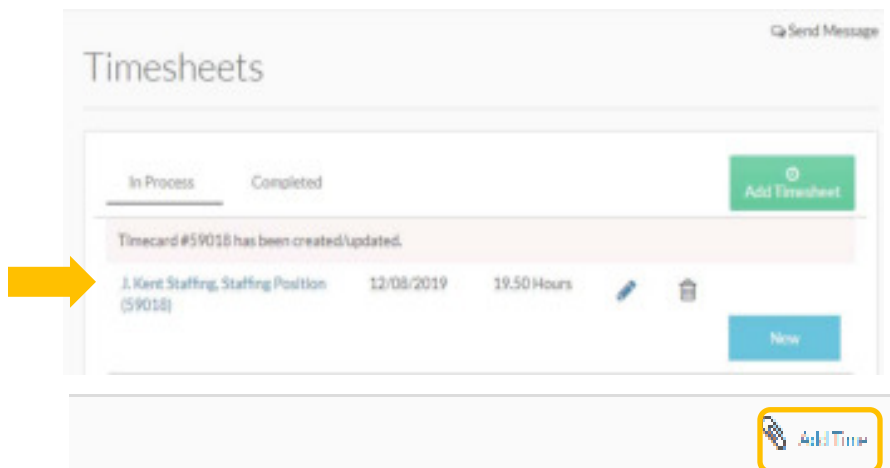 Send Message
Timesheets
In Process Completed
Add Timesheet
Timecard #59018 has been created/updated.
J. Kent Staffing, Staffing Position 12/08/2019 19.50 Hours
(59018)
New
Add Time